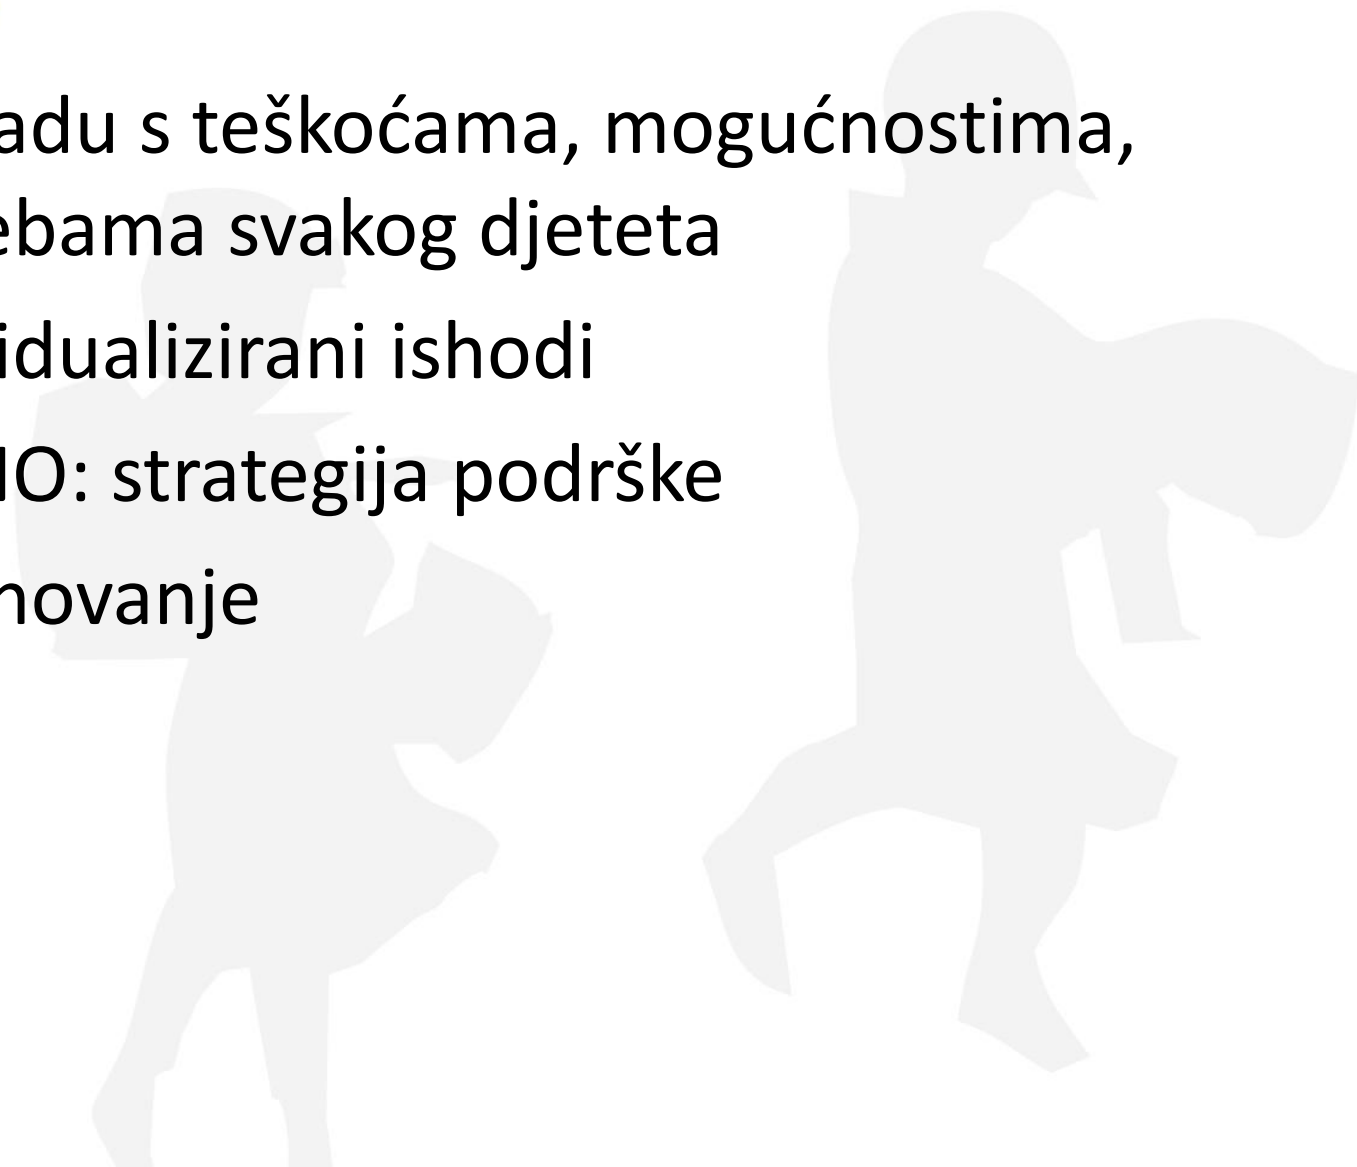 adu s teškoćama, mogućnostima,
ebama svakog djeteta
idualizirani ishodi
IO: strategija podrške
novanje